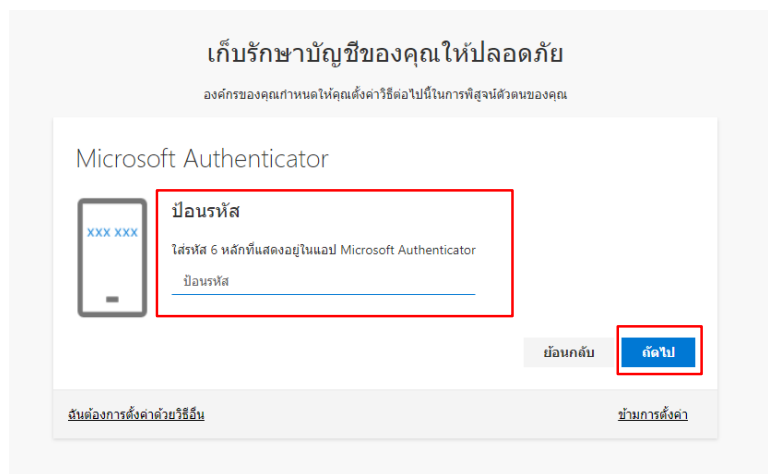 เก็บรักษาบัญชีของคุณให้ปลอดภัย
องค์กรของคุณกำหนดให้คุณตั้งค่าวิธีต่อไปนี้ในการพิสูจน์ตัวตนของคุณ
Microsoft Authenticator
xxx xxx
ป้อนรหัส
ใส่รหัส 6 หลักที่แสดงอยู่ในแอป Microsoft Authenticator
ป้อนรหัส
ย้อนกลับ
ถัดไป
ฉันต้องการตั้งค่าด้วยวิธีอื่น
ข้ามการตั้งค่า